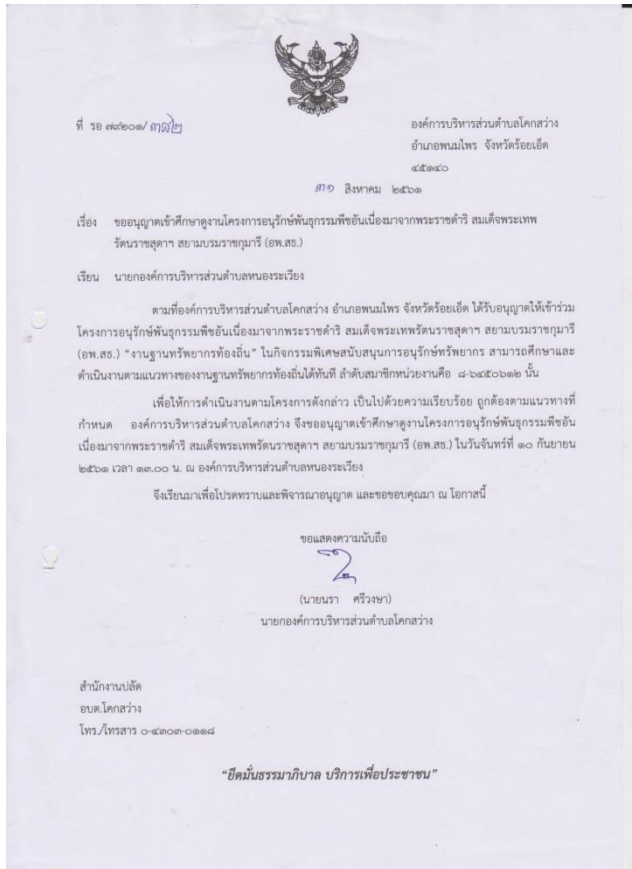 ที่ รอ ๗๙๒๐๑/ ๓๘๒
องค์การบริหารส่วนตำบลโคกสว่าง
อำเภอพนมไพร จังหวัดร้อยเอ็ด
๔๕๑๔๐
๓๑ สิงหาคม ๒๕๖๑
เรื่อง ขออนุญาตเข้าศึกษาดูงานโครงการอนุรักษ์พันธุกรรมพืชอันเนื่องมาจากพระราชดำริ สมเด็จพระเทพ
รัตนราชสุดาฯ สยามบรมราชกุมารี (อพ.สธ.)
เรียน นายกองค์การบริหารส่วนตำบลหนองระเวียง
ตามที่องค์การบริหารส่วนตำบลโคกสว่าง อำเภอพนมไพร จังหวัดร้อยเอ็ด ได้รับอนุญาตให้เข้าร่วม
โครงการอนุรักษ์พันธุกรรมพืชอันเนื่องมาจากพระราชดำริ สมเด็จพระเทพรัตนราชสุดาฯ สยามบรมราชกุมารี
(อพ.สธ.) "งานฐานทรัพยากรท้องถิ่น" ในกิจกรรมพิเศษสนับสนุนการอนุรักษ์ทรัพยากร สามารถศึกษาและ
ดำเนินงานตามแนวทางของงานฐานทรัพยากรท้องถิ่นได้ทันที ลำดับสมาชิกหน่วยงานคือ ๘-๖๔๕๐๖๑๒ นั้น
เพื่อให้การดำเนินงานตามโครงการดังกล่าว เป็นไปด้วยความเรียบร้อย ถูกต้องตามแนวทางที่
กำหนด องค์การบริหารส่วนตำบลโคกสว่าง จึงขออนุญาตเข้าศึกษาดูงานโครงการอนุรักษ์พันธุกรรมพืชอัน
เนื่องมาจากพระราชดำริ สมเด็จพระเทพรัตนราชสุดาฯ สยามบรมราชกุมารี (อพ.สธ.) ในวันจันทร์ที่ ๑๐ กันยายน
๒๕๖๑ เวลา ๑๓.๐๐ น. ณ องค์การบริหารส่วนตำบลหนองระเวียง
จึงเรียนมาเพื่อโปรดทราบและพิจารณาอนุญาต และขอขอบคุณมา ณ โอกาสนี้
ขอแสดงความนับถือ
(นายนรา ศรีวงษา)
นายกองค์การบริหารส่วนตำบลโคกสว่าง
สำนักงานปลัด
อบต.โคกสว่าง
โทร./โทรสาร ๐-๔๓๐๓-๐๑๑๘
"ยึดมั่นธรรมาภิบาล บริการเพื่อประชาชน"